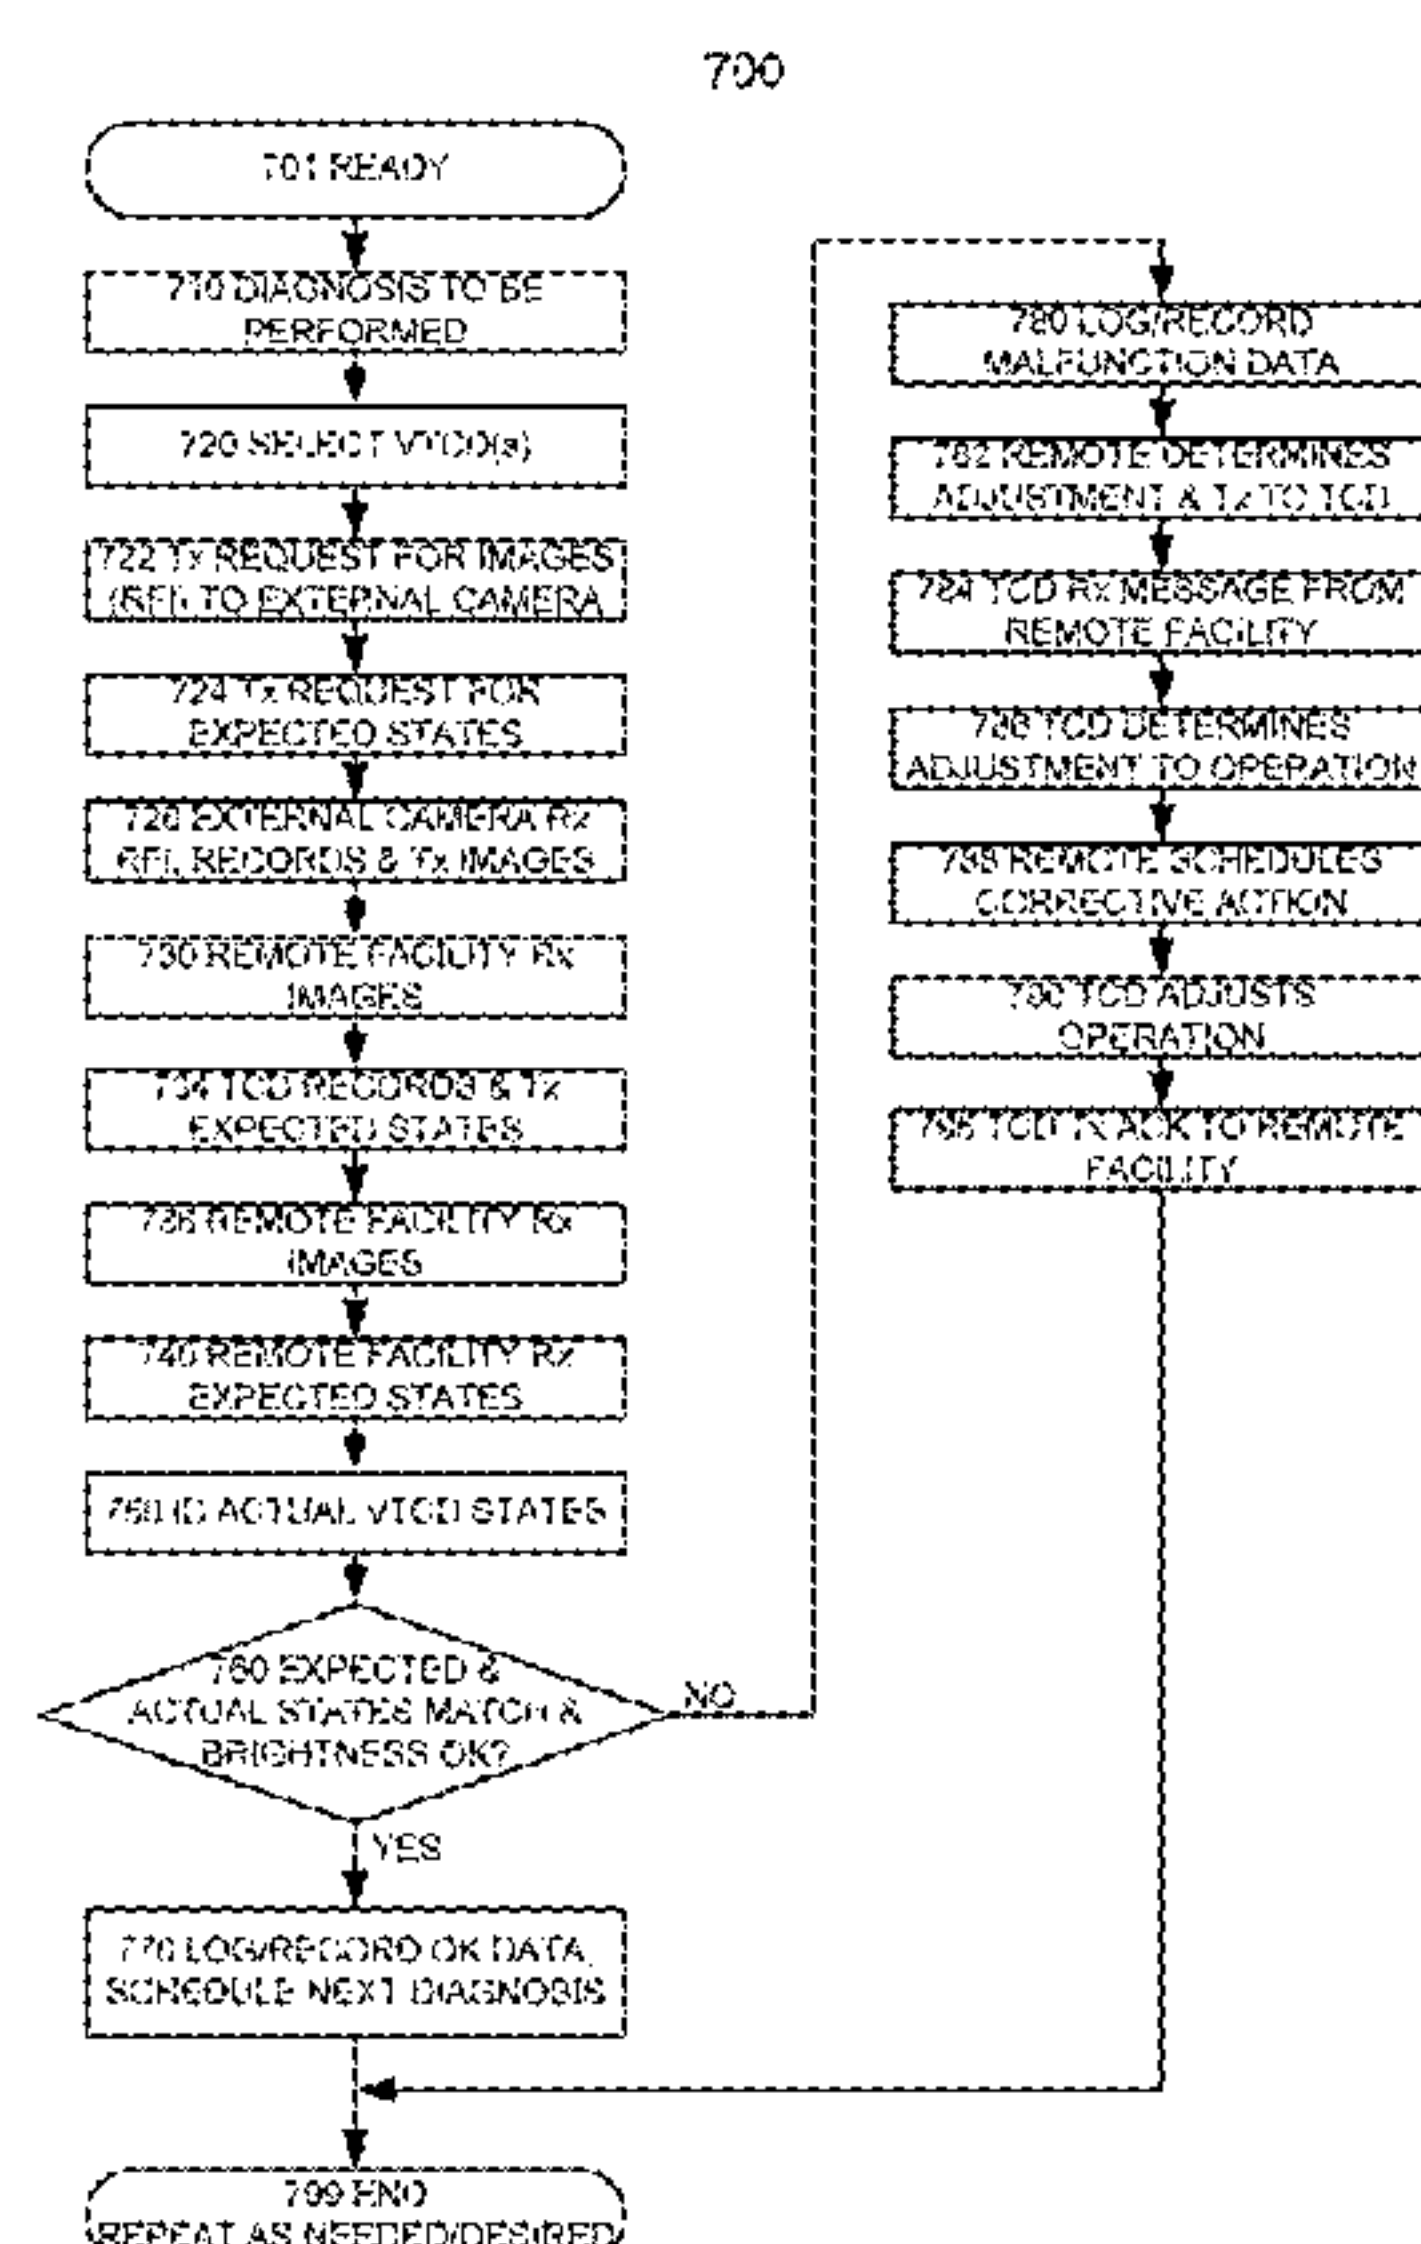 700
701 READY
710 DIAGNOSIS TO BE
PERFORMED
720 SELECT VTCD(s)
722 Tx REQUEST FOR IMAGES
(RFI) TO EXTERNAL CAMERA
724 Tx REQUEST FOR
EXPECTED STATES
726 EXTERNAL CAMERA Rx
RFI, RECORDS & Tx IMAGES
730 REMOTE FACILITY Rx
IMAGES
734 TCD RECORDS & Tx
EXPECTED STATES
736 REMOTE FACILITY Rx
IMAGES
740 REMOTE FACILITY Rx
EXPECTED STATES
ID ACTUAL VTCD STATES
760 EXPECTED &
ACTUAL STATES MATCH &
BRIGHTNESS OK?
NO
YES
770 LOG/RECORD OK DATA,
SCHEDULE NEXT DIAGNOSIS
799 END
REPEAT AS NEEDED/DESIRED
780 LOG/RECORD
MALFUNCTION DATA
782 REMOTE DETERMINES
ADJUSTMENT & Tx TO TCD
784 TCD Rx MESSAGE FROM
REMOTE FACILITY
786 TCD DETERMINES
ADJUSTMENT TO OPERATION
788 REMOTE SCHEDULES
CORRECTIVE ACTION
TCD ADJUSTS
OPERATION
TCD Tx ACK TO REMOTE
FACILITY